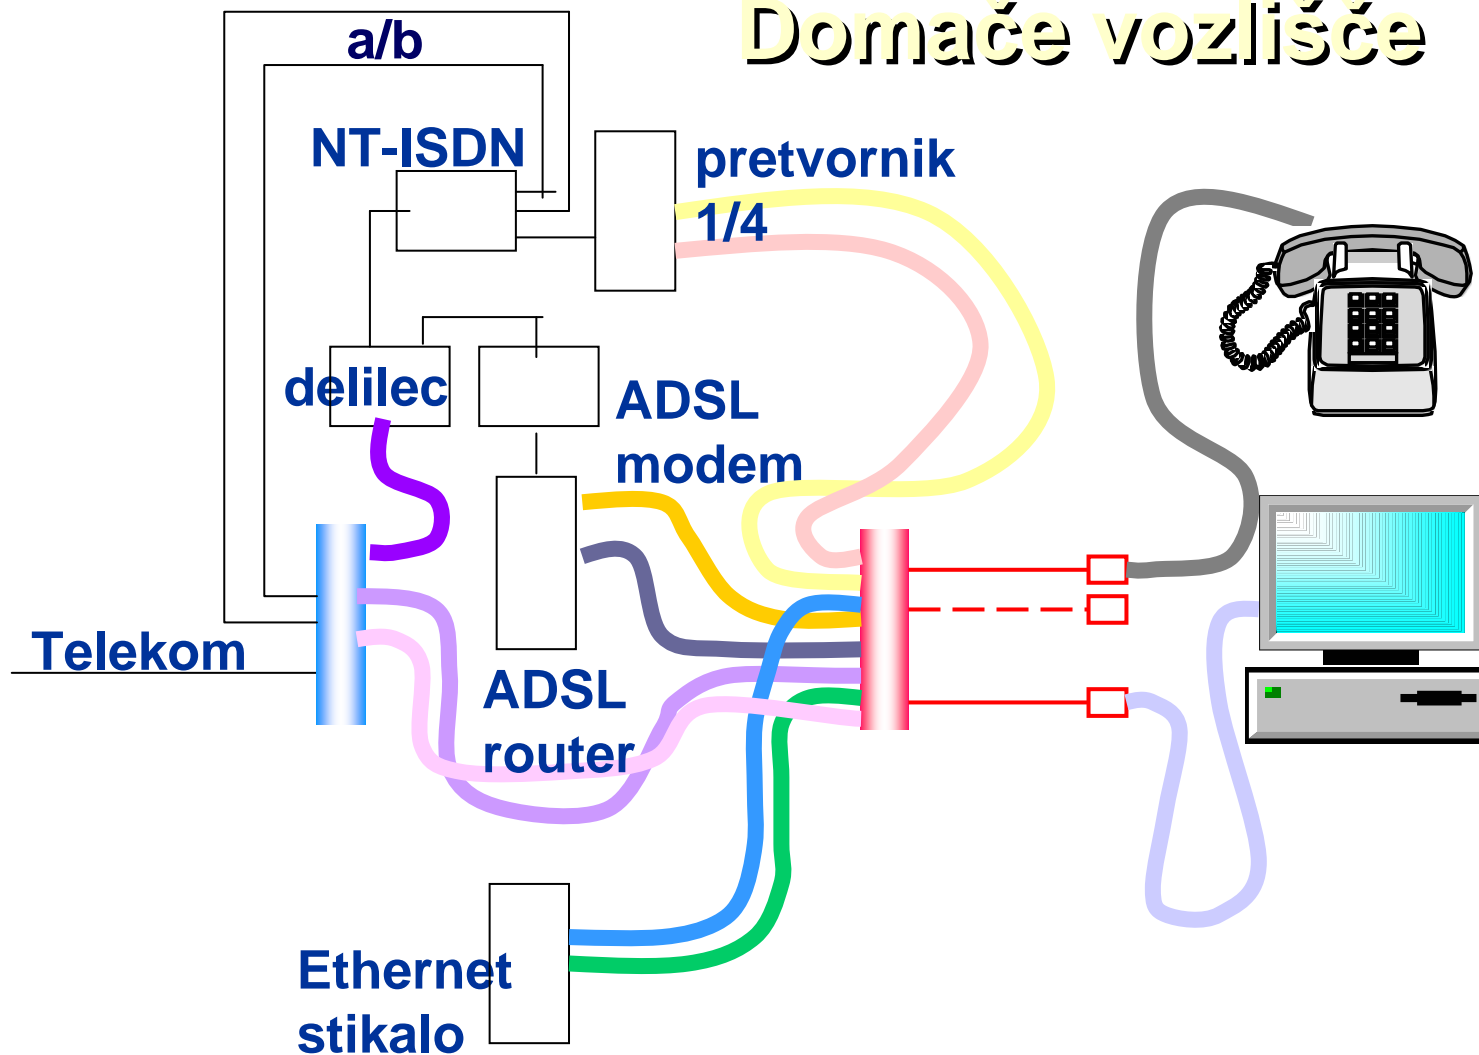 Domače vozlišče
a/b
NT-ISDN
pretvornik
1/4
delilec
ADSL
modem
Telekom
ADSL
router
Ethernet
stikalo